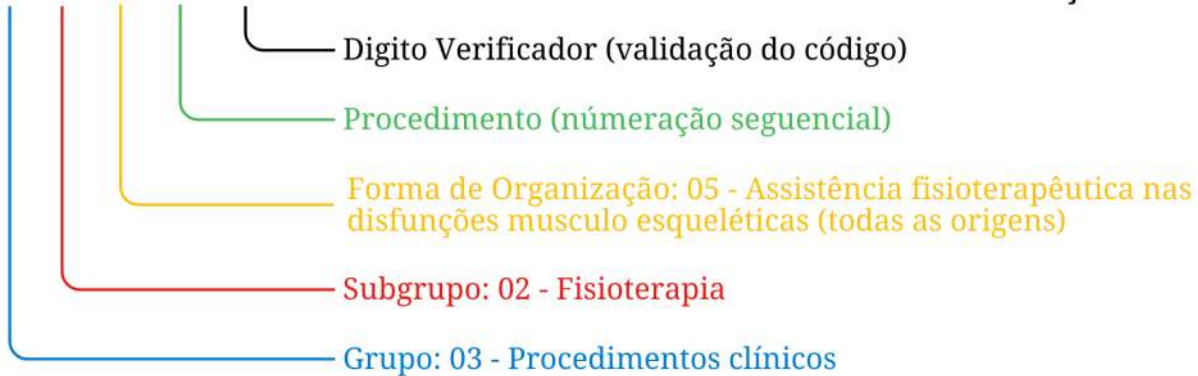 Digito Verificador (validação do código)
Procedimento (númeração seguencial)
Forma de Organização: 05 - Assistência fisioterapêutica nas
disfunções musculo esqueléticas (todas as origens)
Subgrupo: 02 - Fisioterapia
Grupo: 03 - Procedimentos clínicos